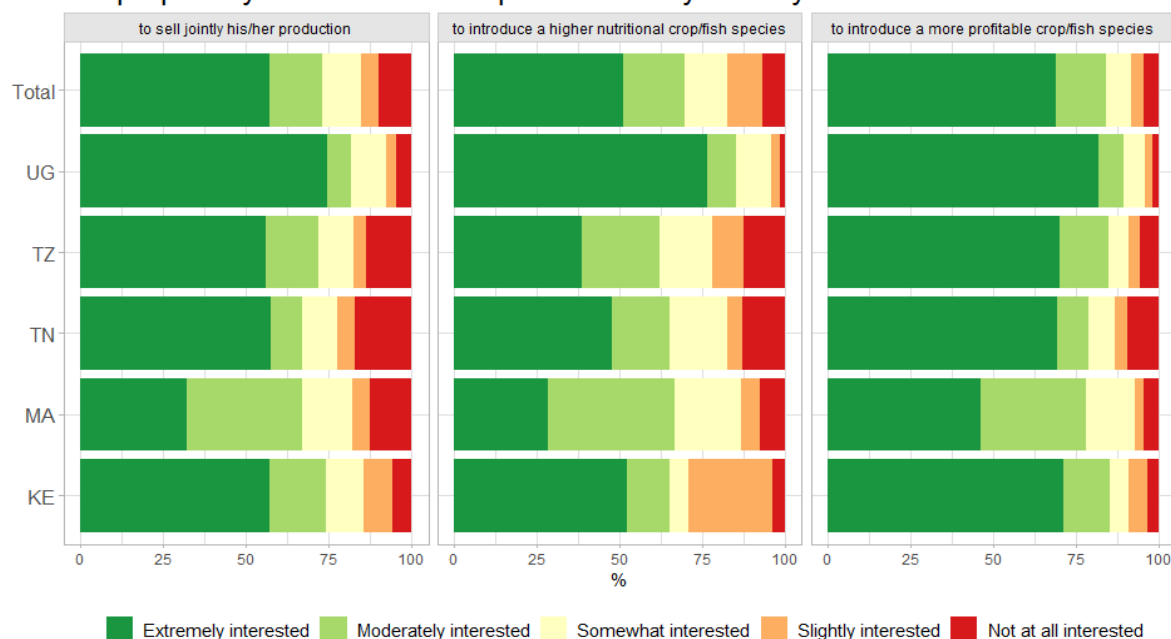 to sell jointly his/her production
to introduce a higher nutritional crop/fish species
to introduce a more profitable crop/fish species
Total
UG
TZ
TN
MA
KE
0 25 50 75 100
0 25 50 75 100
0 25 50 75 100
%
Extremely interested
Moderately interested
Somewhat interested
Slightly interested
Not at all interested